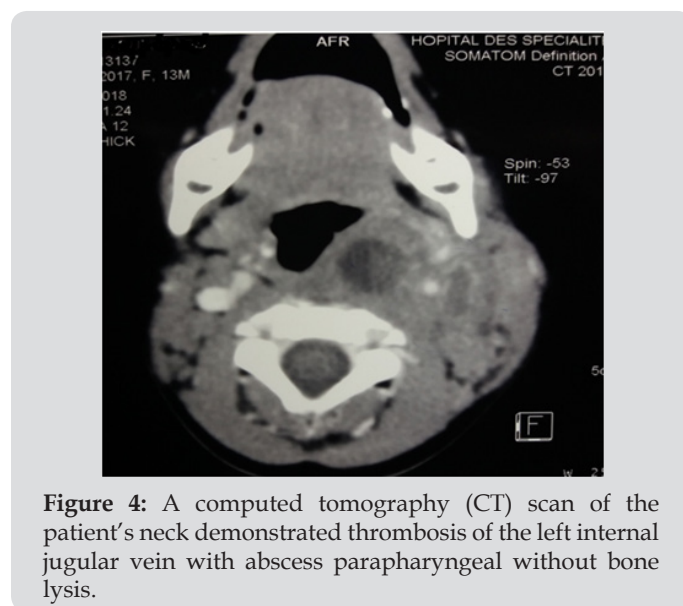 AFR
HOPITAL DES SPECIALIT
SOMATOM Definition
CT 201
2017, F, 13M
018
1.24
A 12
HICK
Spin: -53
Tilt: -97
F
W
Figure 4: A computed tomography (CT) scan of the
patient's neck demonstrated thrombosis of the left internal
jugular vein with abscess parapharyngeal without bone
lysis.